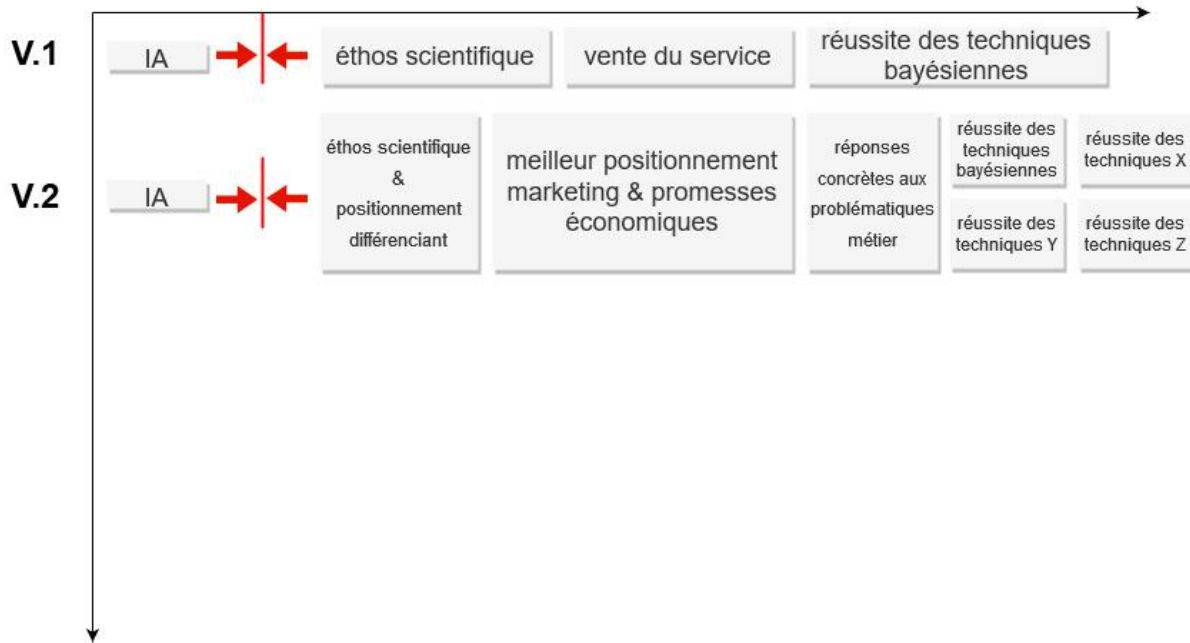 V.1
IA
éthos scientifique
vente du service
réussite des techniques
bayésiennes
V.2
IA
éthos scientifique
&
positionnement
différenciant
meilleur positionnement
marketing & promesses
économiques
réponses
concrètes aux
problématiques
métier
réussite des
techniques
bayésiennes
réussite des
techniques X
réussite des
techniques Y
réussite des
techniques Z